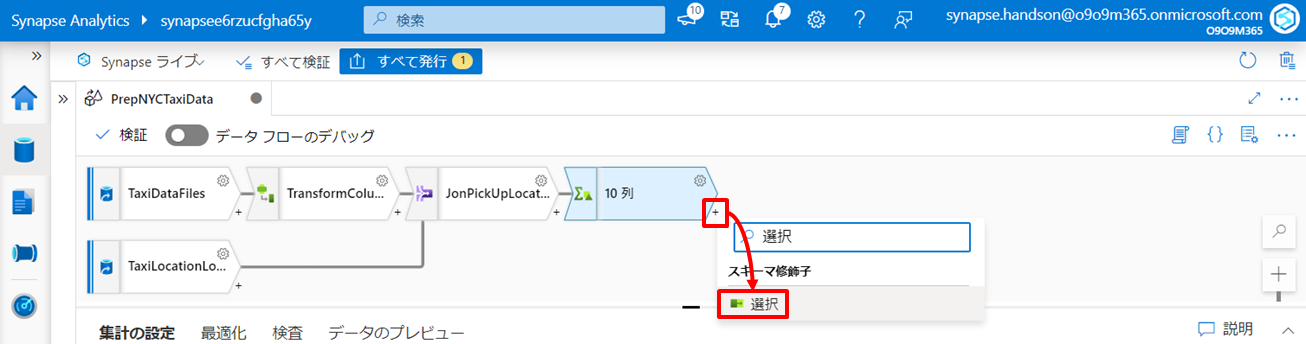 Synapse Analytics ▸ synapsee6rzucfgha65y
検索
10
7
?
synapse.handson@o9o9m365.onmicrosoft.com
O9O9M365
»
Synapse ライブ
すべて検証
すべて発行 1
»
PrepNYCTaxiData
...
検証
データ フローのデバッグ
{}
...
TaxiDataFiles
TransformColu...
JonPickUpLocat...
10 列
+
+
+
+
TaxiLocationLo...
+
選択
スキーマ修飾子
選択
集計の設定
最適化
検査
データのプレビュー
説明